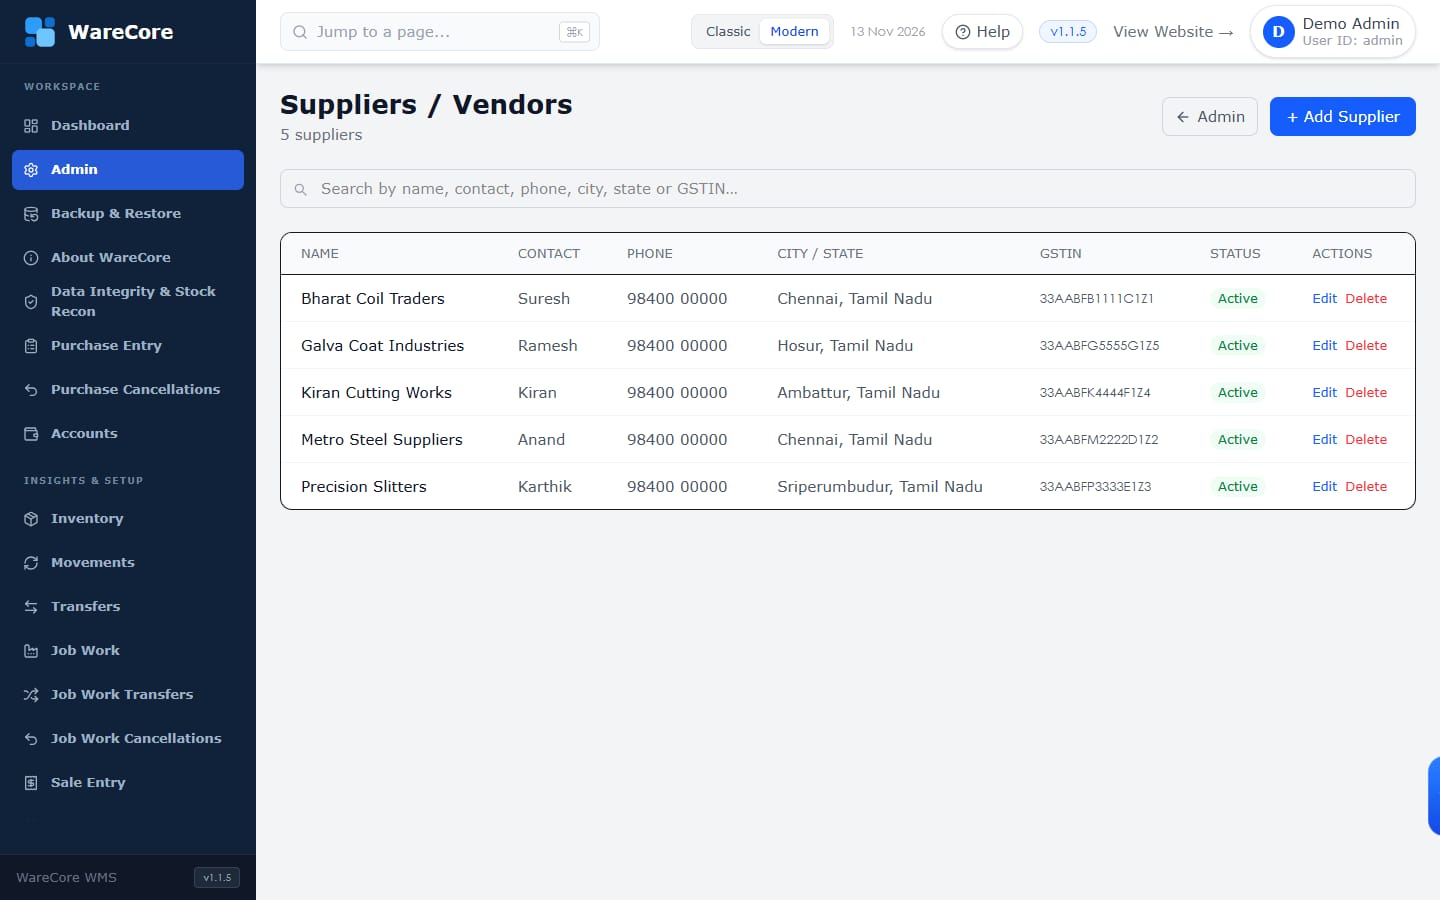 WareCore
Jump to a page...
⌘K
Classic
Modern
13 Nov 2026
Help
v1.1.5
View Website →
D
Demo Admin
User ID: admin
WORKSPACE
Dashboard
Admin
Backup & Restore
About WareCore
Data Integrity & Stock
Recon
Purchase Entry
Purchase Cancellations
Accounts
INSIGHTS & SETUP
Inventory
Movements
Transfers
Job Work
Job Work Transfers
Job Work Cancellations
Sale Entry
WareCore WMS
v1.1.5
Suppliers / Vendors
5 suppliers
← Admin
+ Add Supplier
Search by name, contact, phone, city, state or GSTIN...
NAME CONTACT PHONE CITY / STATE GSTIN STATUS ACTIONS
Bharat Coil Traders Suresh 98400 00000 Chennai, Tamil Nadu 33AABFB1111C1Z1 Active Edit Delete
Galva Coat Industries Ramesh 98400 00000 Hosur, Tamil Nadu 33AABFG5555G1Z5 Active Edit Delete
Kiran Cutting Works Kiran 98400 00000 Ambattur, Tamil Nadu 33AABFK4444F1Z4 Active Edit Delete
Metro Steel Suppliers Anand 98400 00000 Chennai, Tamil Nadu 33AABFM2222D1Z2 Active Edit Delete
Precision Slitters Karthik 98400 00000 Sriperumbudur, Tamil Nadu 33AABFP3333E1Z3 Active Edit Delete